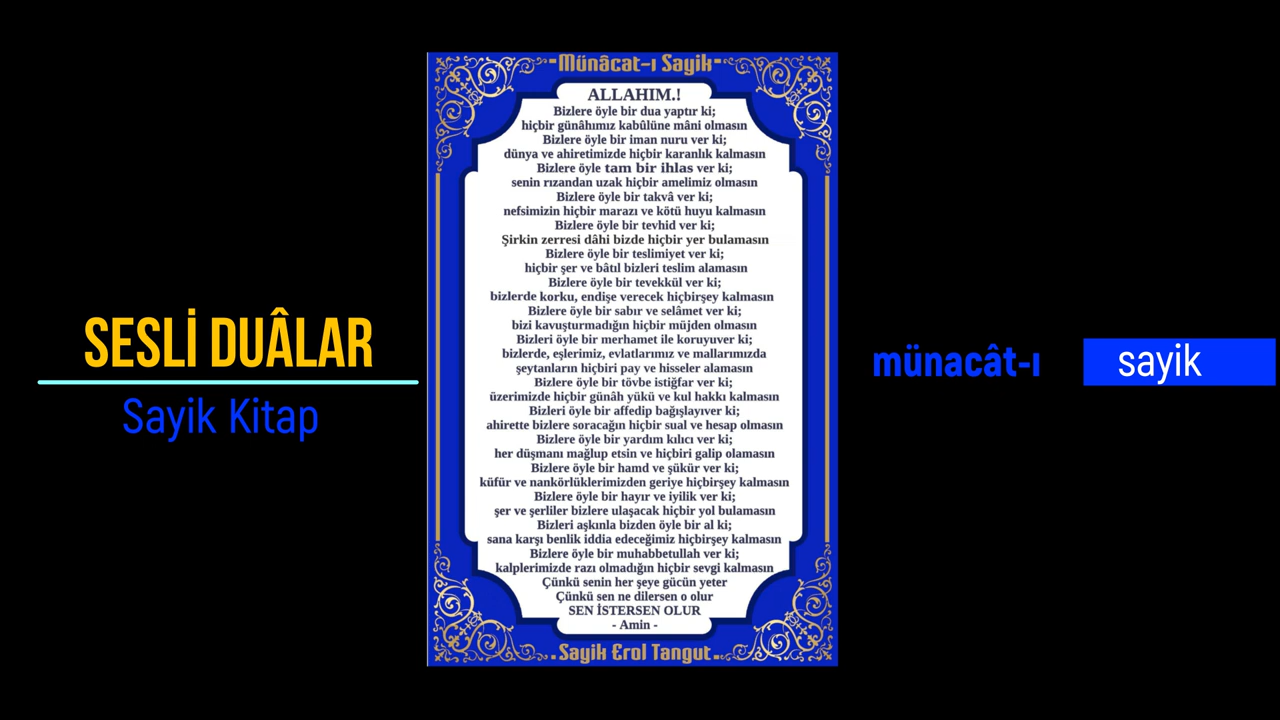 SESLİ DUÂLAR
Sayik Kitap
Münâcat-ı Sayik
ALLAHIM.!
Bizlere öyle bir dua yaptır ki;
hiçbir günâhımız kabûlüne mâni olmasın
Bizlere öyle bir iman nuru ver ki;
dünya ve ahiretimizde hiçbir karanlık kalmasın
Bizlere öyle tam bir ihlas ver ki;
senin rızandan uzak hiçbir amelimiz olmasın
Bizlere öyle bir takvâ ver ki;
nefsimizin hiçbir marazı ve kötü huyu kalmasın
Bizlere öyle bir tevhid ver ki;
Şirkin zerresi dâhi bizde hiçbir yer bulamasın
Bizlere öyle bir teslimiyet ver ki;
hiçbir şer ve bâtıl bizleri teslim alamasın
Bizlere öyle bir tevekkül ver ki;
bizlerde korku, endişe verecek hiçbirşey kalmasın
Bizlere öyle bir sabır ve selâmet ver ki;
bizi kavuşturmadığın hiçbir müjden olmasın
Bizleri öyle bir merhamet ile koruyuver ki;
bizlerde, eşlerimiz, evlatlarımız ve mallarımızda
şeytanların hiçbiri pay ve hisseler alamasın
Bizlere öyle bir tövbe istiğfar ver ki;
üzerimizde hiçbir günâh yükü ve kul hakkı kalmasın
Bizleri öyle bir affedip bağışlayıver ki;
ahirette bizlere soracağın hiçbir sual ve hesap olmasın
Bizlere öyle bir yardım kılıcı ver ki;
her düşmanı mağlup etsin ve hiçbiri galip olamasın
Bizlere öyle bir hamd ve şükür ver ki;
küfür ve nankörlüklerimizden geriye hiçbirşey kalmasın
Bizlere öyle bir hayır ve iyilik ver ki;
şer ve şerliler bizlere ulaşacak hiçbir yol bulamasın
Bizleri aşkınla bizden öyle bir al ki;
sana karşı benlik iddia edeceğimiz hiçbirşey kalmasın
Bizlere öyle bir muhabbetullah ver ki;
kalplerimizde razı olmadığın hiçbir sevgi kalmasın
Çünkü senin her şeye gücün yeter
Çünkü sen ne dilersen o olur
SEN İSTERSEN OLUR
- Amin -
Sayik Erol Tangut
münacât-ı sayik